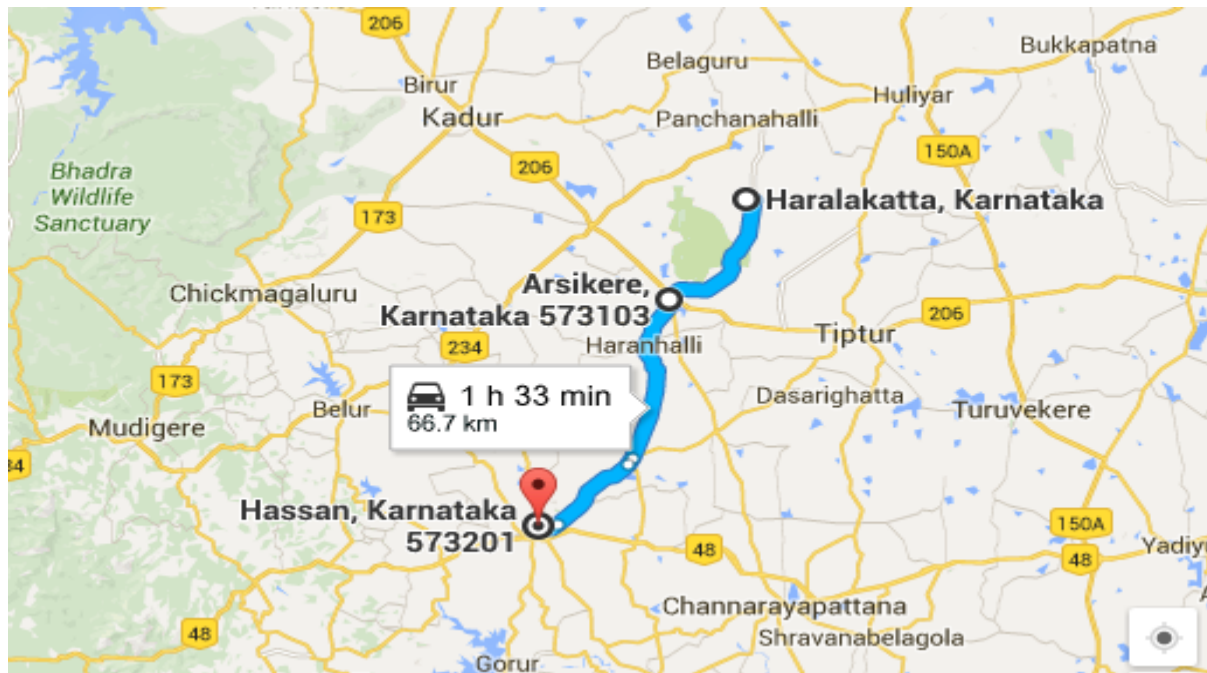 206
Bukkapatna
Belaguru
Birur
Huliyar
Kadur
Panchanahalli
150A
206
Bhadra
Wildlife
Sanctuary
Haralakatta, Karnataka
173
Arsikere,
Karnataka 573103
Chickmagaluru
206
Tiptur
Haranhalli
234
173
1 h 33 min
66.7 km
Dasarighatta
Belur
Turuvekere
Mudigere
34
Hassan, Karnataka
573201
150A
48
48
Yadiyu
Channarayapattana
48
Shravanabelagola
Gorur